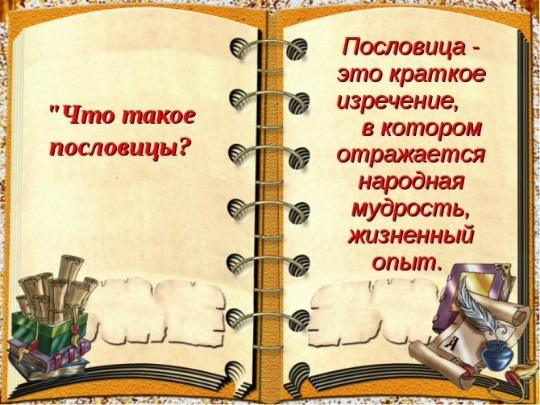 "Что такое
пословицы?
Пословица -
это краткое
изречение,
в котором
отражается
народная
мудрость,
жизненный
опыт.
А